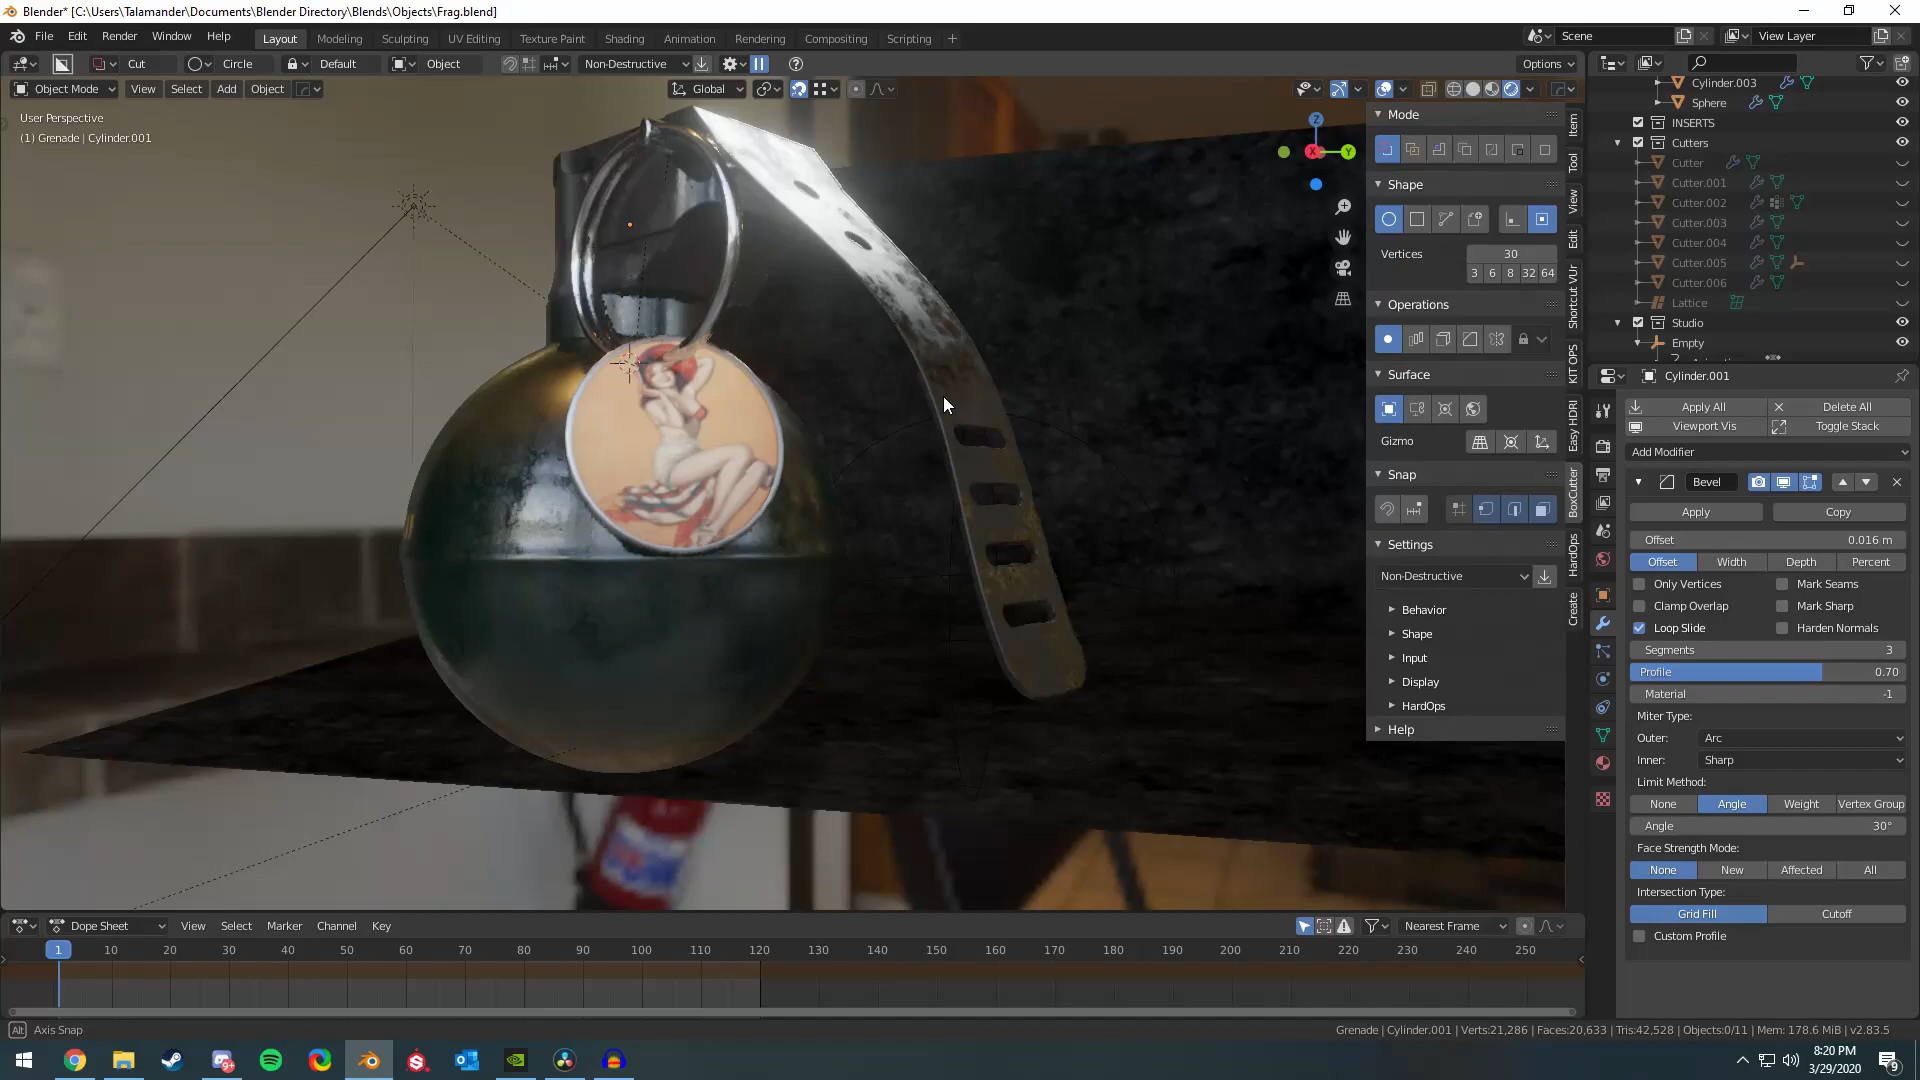 Blender* [C:\Users\Talamander\Documents\Blender Directory\Blends\Objects\Frag.blend]
File Edit Render Window Help Layout Modeling Sculpting UV Editing Texture Paint Shading Animation Rendering Compositing Scripting + Scene View Layer
Cut Circle Default Object Non-Destructive Options
Object Mode View Select Add Object Global
User Perspective
(1) Grenade | Cylinder.001
Z
X
Y
Mode
Shape
Vertices 30
3 6 8 32 64
Operations
Surface
Gizmo
Snap
Settings
Non-Destructive
Behavior
Shape
Input
Display
HardOps
Help
Item
Tool
View
Edit
Shortcut VUr
KIT OPS
Easy HDRI
BoxCutter
HardOps
Create
Cylinder.003
Sphere
INSERTS
Cutters
Cutter
Cutter.001
Cutter.002
Cutter.003
Cutter.004
Cutter.005
Cutter.006
Lattice
Studio
Empty
Cylinder.001
Apply All Delete All
Viewport Vis Toggle Stack
Add Modifier
Bevel
Apply Copy
Offset 0.016 m
Offset Width Depth Percent
Only Vertices Mark Seams
Clamp Overlap Mark Sharp
Loop Slide Harden Normals
Segments 3
Profile 0.70
Material -1
Miter Type:
Outer: Arc
Inner: Sharp
Limit Method:
None Angle Weight Vertex Group
Angle 30°
Face Strength Mode:
None New Affected All
Intersection Type:
Grid Fill Cutoff
Custom Profile
Dope Sheet View Select Marker Channel Key Nearest Frame
1 10 20 30 40 50 60 70 80 90 100 110 120 130 140 150 160 170 180 190 200 210 220 230 240 250
Alt Axis Snap
Grenade | Cylinder.001 | Verts:21,286 | Faces:20,633 | Tris:42,528 | Objects:0/11 | Mem: 178.6 MiB | v2.83.5
9+
8:20 PM
3/29/2020
9